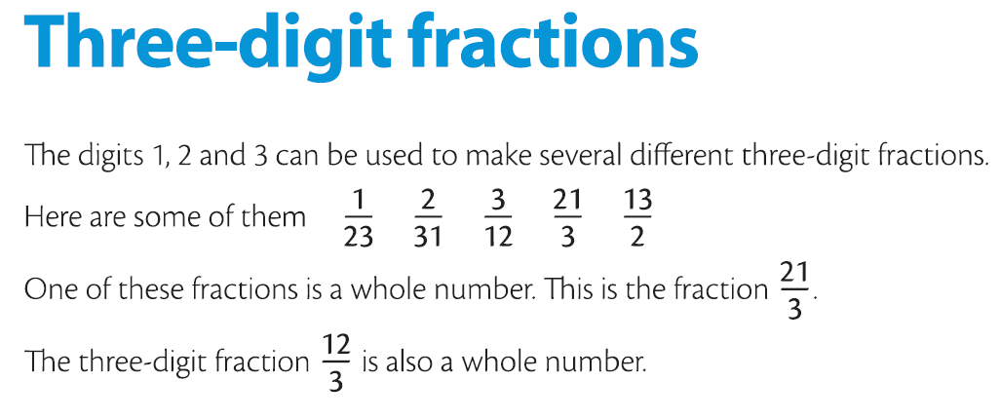 Three-digit fractions
The digits 1, 2 and 3 can be used to make several different three-digit fractions.
Here are some of them 1/23 2/31 3/12 21/3 13/2
One of these fractions is a whole number. This is the fraction 21/3.
The three-digit fraction 12/3 is also a whole number.